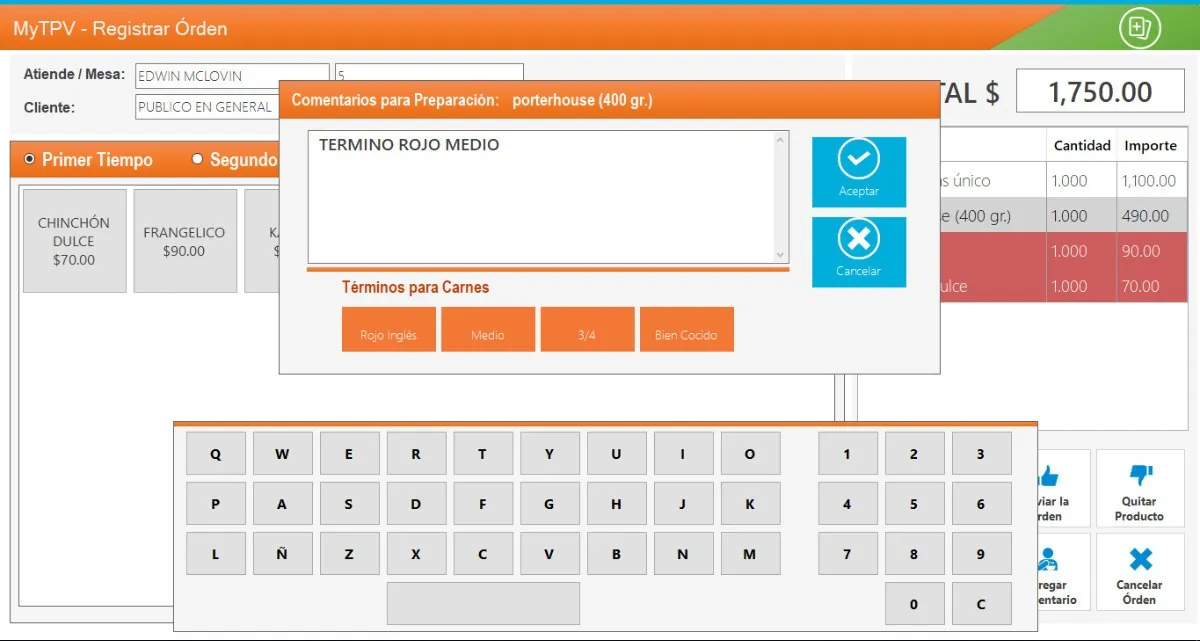 MyTPV - Registrar Órden
Atiende / Mesa: EDWIN MCLOVIN 5
Cliente: PUBLICO EN GENERAL
TAL $ 1,750.00
Comentarios para Preparación: porterhouse (400 gr.)
TERMINO ROJO MEDIO
Aceptar
Cancelar
Términos para Carnes
Rojo Inglés Medio 3/4 Bien Cocido
Primer Tiempo Segundo
CHINCHÓN
DULCE
$70.00
FRANGELICO
$90.00
KA
$
Cantidad Importe
as único 1.000 1,100.00
se (400 gr.) 1.000 490.00
1.000 90.00
ulce 1.000 70.00
Q W E R T Y U I O 1 2 3
P A S D F G H J K 4 5 6
L Ñ Z X C V B N M 7 8 9
0 C
viar la
rden
Quitar
Producto
regar
entario
Cancelar
Órden